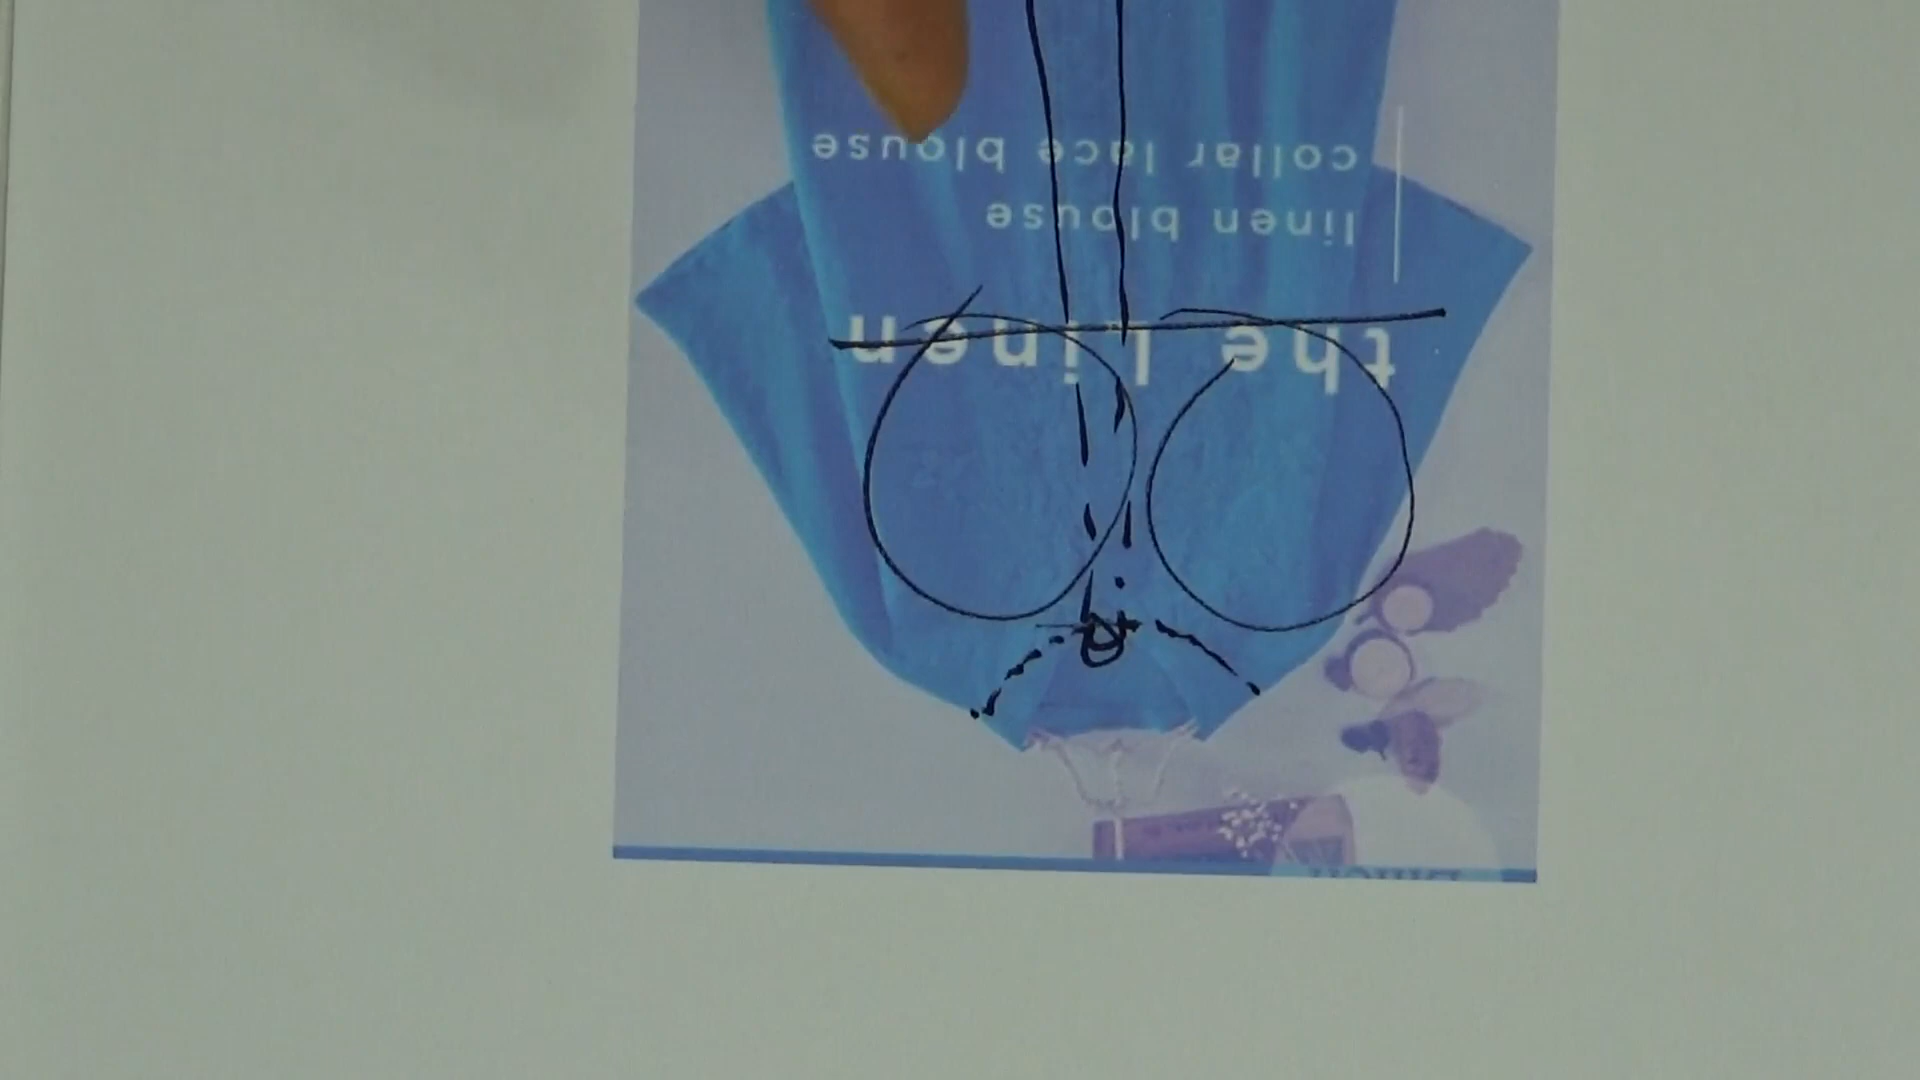 the Linen
linen blouse
collar lace blouse